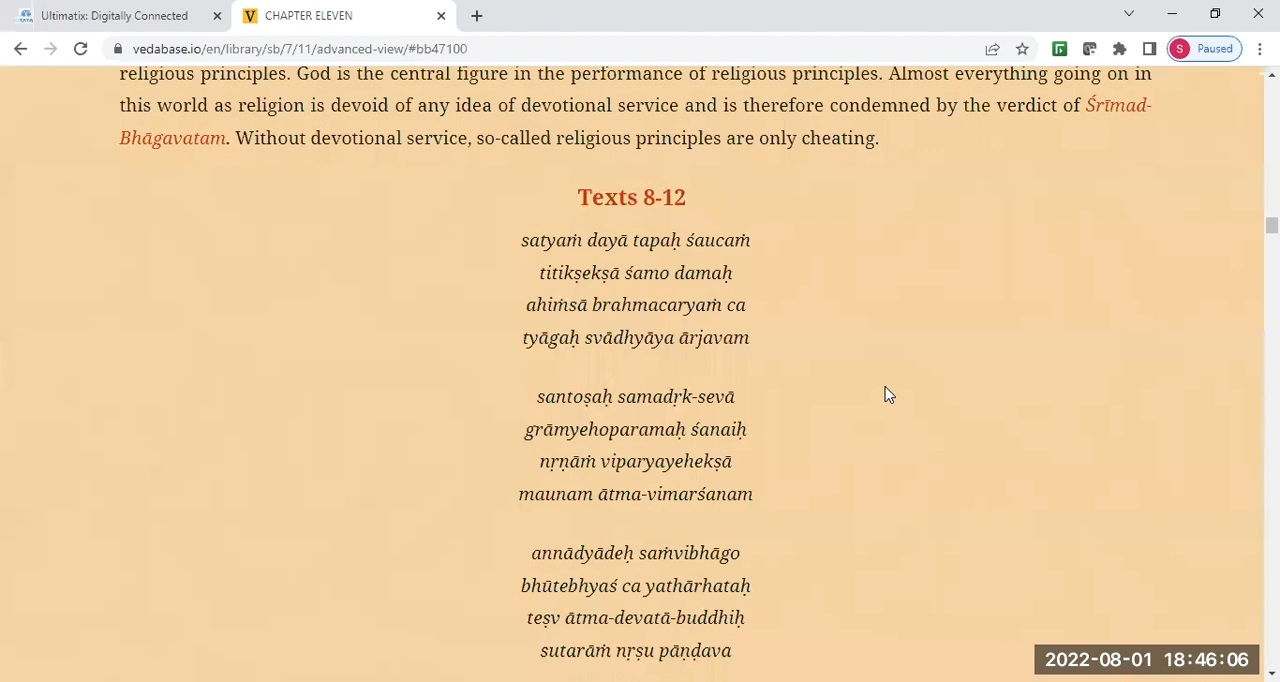 Ultimatix: Digitally Connected
CHAPTER ELEVEN
vedabase.io/en/library/sb/7/11/advanced-view/#bb47100
S Paused
religious principles. God is the central figure in the performance of religious principles. Almost everything going on in
this world as religion is devoid of any idea of devotional service and is therefore condemned by the verdict of Śrīmad-
Bhāgavatam. Without devotional service, so-called religious principles are only cheating.
Texts 8-12
satyaṁ dayā tapaḥ śaucaṁ
titikṣekṣā śamo damaḥ
ahiṁsā brahmacaryaṁ ca
tyāgaḥ svādhyāya ārjavam
santoṣaḥ samadṛk-sevā
grāmyehoparamaḥ śanaiḥ
nṛṇāṁ viparyayehekṣā
maunam ātma-vimarśanam
annādyādeḥ saṁvibhāgo
bhūtebhyaś ca yathārhataḥ
teṣv ātma-devatā-buddhiḥ
sutarāṁ nṛṣu pāṇḍava
2022-08-01 18:46:06